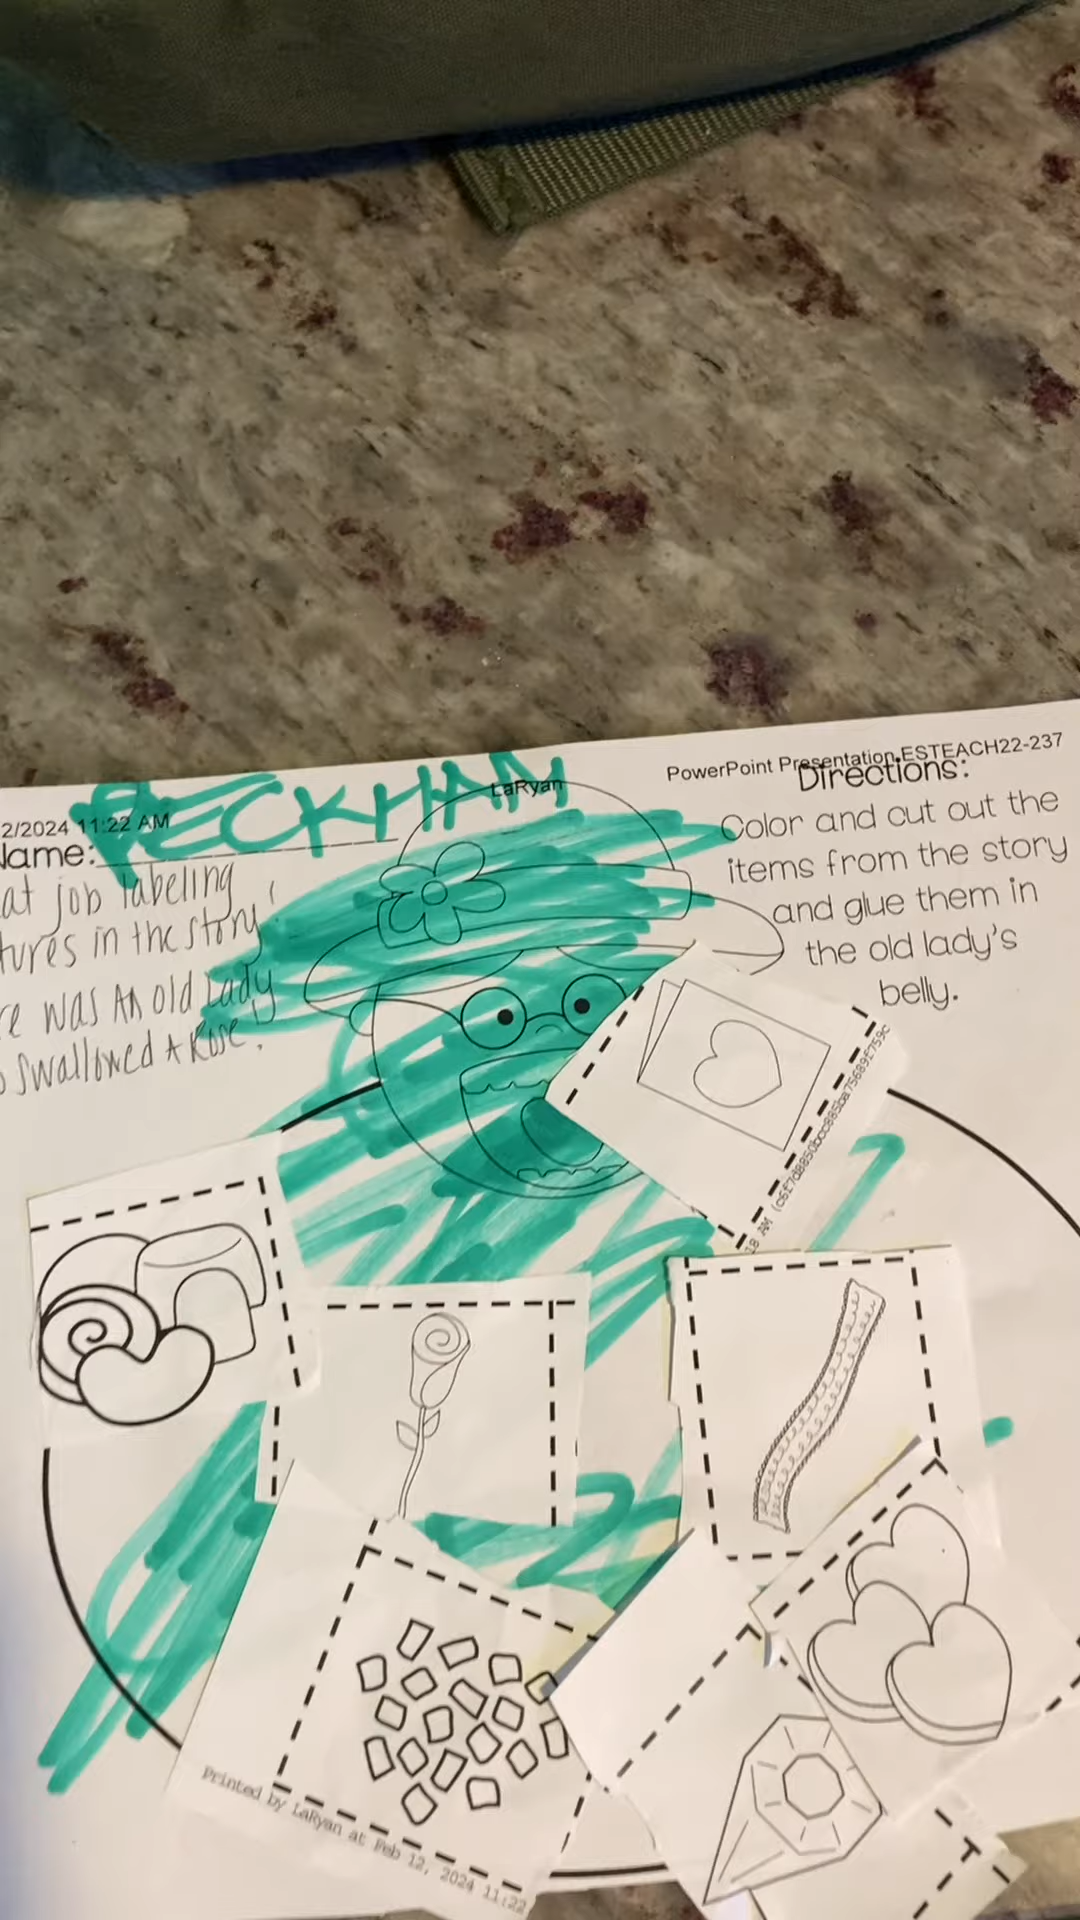 PowerPoint Presentation ESTEACH22-237
LaRyan
2/2024 11:22 AM
Name: PECKHAM
Directions:
Color and cut out the
items from the story
and glue them in
the old lady's
belly.
at job labeling
tures in the story!
re was An old Lady
o Swallowed A Rose!
18 AM
Printed by LaRyan at Feb 12, 2024 11:22